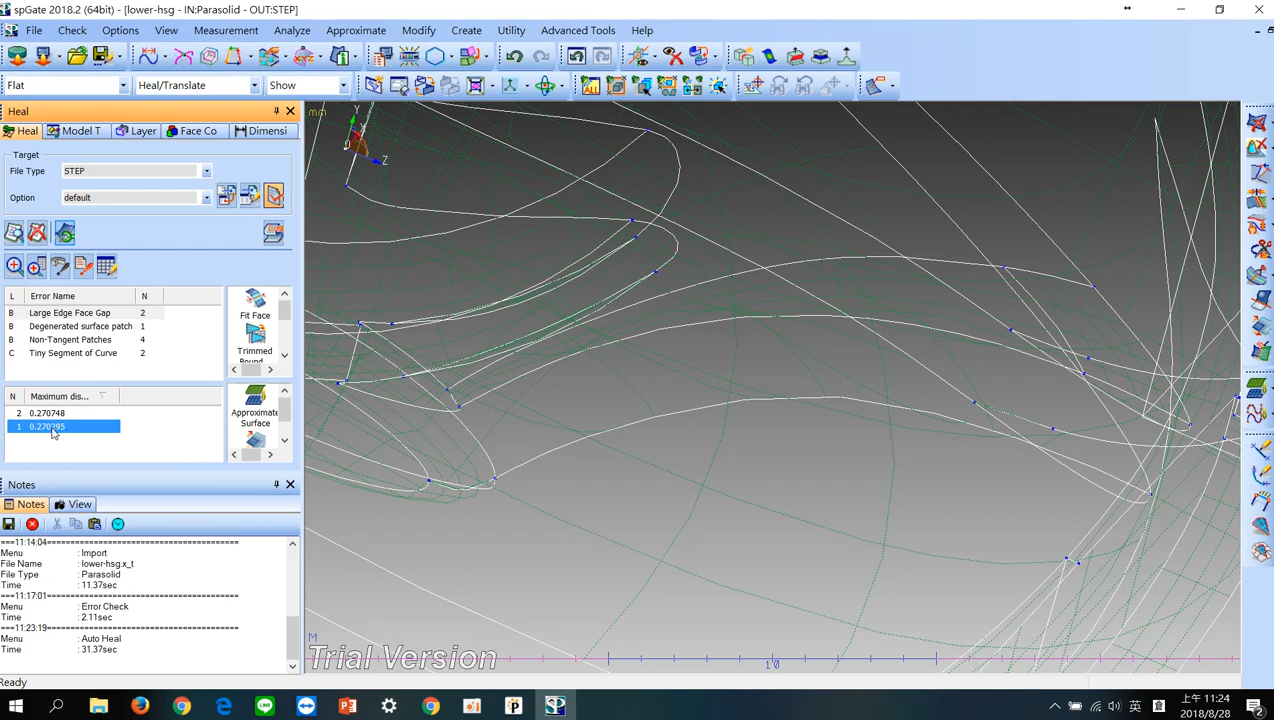 spGate 2018.2 (64bit) - [lower-hsg - IN:Parasolid - OUT:STEP]
File Check Options View Measurement Analyze Approximate Modify Create Utility Advanced Tools Help
Flat Heal/Translate Show
ALL
Heal
Heal Model T Layer Face Co Dimensi
Target
File Type STEP
Option default
L Error Name N
B Large Edge Face Gap 2
B Degenerated surface patch 1
B Non-Tangent Patches 4
C Tiny Segment of Curve 2
Fit Face
Trimmed
Bound
N Maximum dis...
2 0.270748
1 0.270295
Approximate
Surface
Notes
Notes View
===11:14:04=========================================
Menu : Import
File Name : lower-hsg.x_t
File Type : Parasolid
Time : 11.37sec
===11:17:01=========================================
Menu : Error Check
Time : 2.11sec
===11:23:19=========================================
Menu : Auto Heal
Time : 31.37sec
mm
Y
Z
M
Trial Version
10
Ready
英
上午 11:24
2018/8/28
2